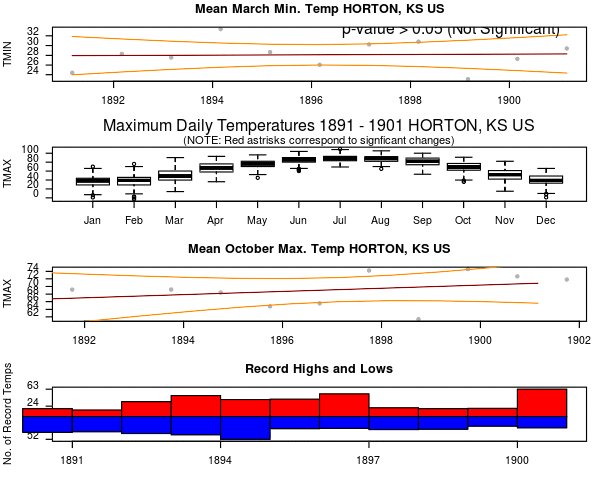 Mean March Min. Temp HORTON, KS US
p-value > 0.05 (Not Significant)
TMIN
32
30
28
26
24
1892
1894
1896
1898
1900
Maximum Daily Temperatures 1891 - 1901 HORTON, KS US
(NOTE: Red astrisks correspond to signficant changes)
TMAX
100
80
60
40
20
0
Jan
Feb
Mar
Apr
May
Jun
Jul
Aug
Sep
Oct
Nov
Dec
Mean October Max. Temp HORTON, KS US
TMAX
74
72
70
68
66
64
62
1892
1894
1896
1898
1900
1902
Record Highs and Lows
No. of Record Temps
63
24
52
1891
1894
1897
1900